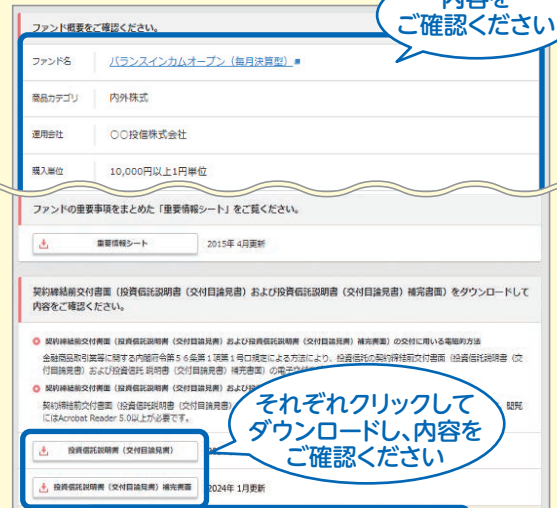 内容を
ご確認ください
ファンド概要をご確認ください。
ファンド名 バランスインカムオープン（毎月決算型）
商品カテゴリ 内外株式
運用会社 〇〇投信株式会社
購入単位 10,000円以上1円単位
ファンドの重要事項をまとめた「重要情報シート」をご覧ください。
重要情報シート 2015年 4月更新
契約締結前交付書面（投資信託説明書（交付目論見書）および投資信託説明書（交付目論見書）補完書面）をダウンロードして
内容をご確認ください。
契約締結前交付書面（投資信託説明書（交付目論見書）および投資信託説明書（交付目論見書）補完書面）の交付に用いる電磁的方法
金融商品取引業等に関する内閣府令第56条第1項第1号口規定による方法により、投資信託の契約締結前交付書面（投資信託説明書（交
付目論見書）および投資信託 説明書（交付目論見書）補完書面）の電子交付
契約締結前交付書面（投資信託説明書（交付目論見書）および投
契約締結前交付書面（投資信託説明書（交付目論見書） 閲覧
にはAcrobat Reader 5.0以上が必要です。
それぞれクリックして
ダウンロードし、内容を
ご確認ください
投資信託説明書（交付目論見書）
投資信託説明書（交付目論見書）補完書面 2024年 1月更新